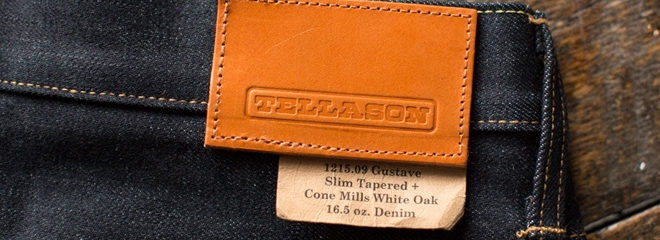 TELLASON
1215.09 Gustave
Slim Tapered +
Cone Mills White Oak
16.5 oz. Denim